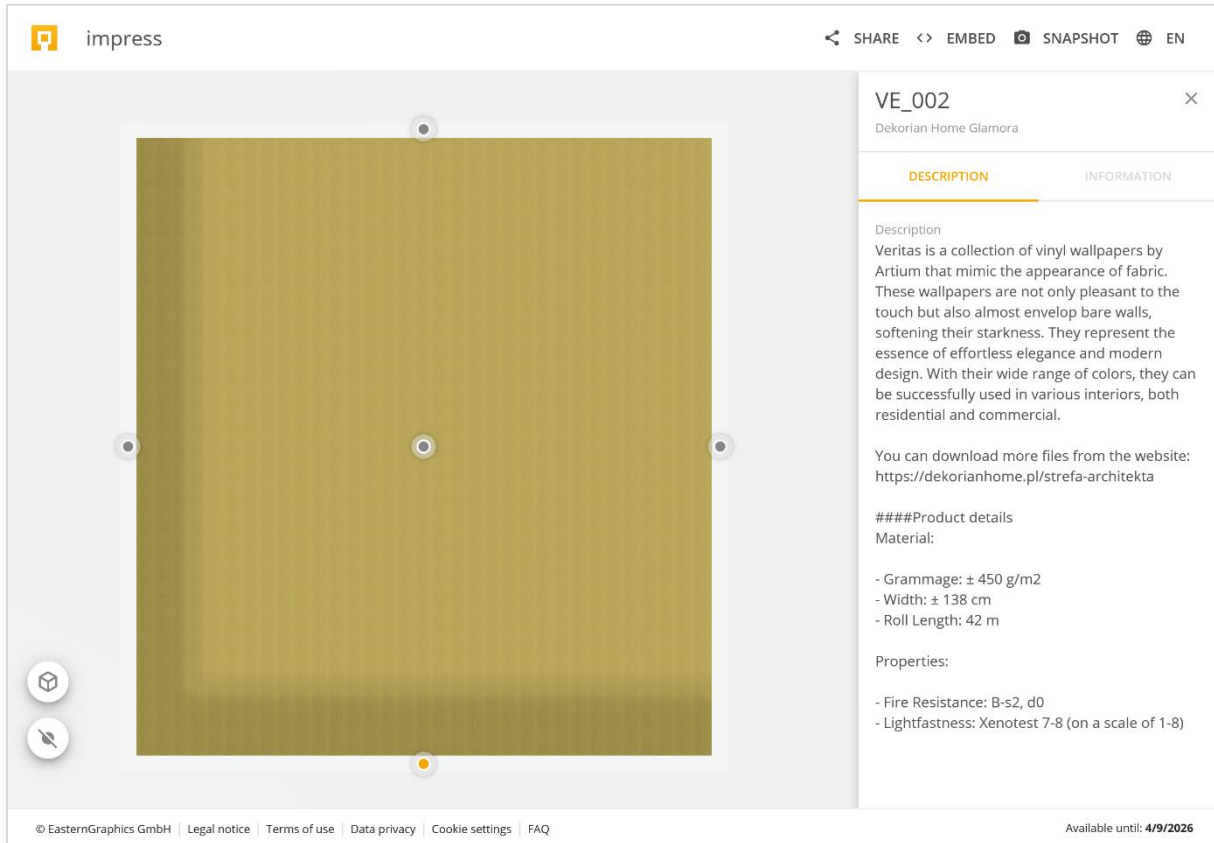 impress
SHARE
EMBED
SNAPSHOT
EN
VE_002
Dekorian Home Glamora
DESCRIPTION
INFORMATION
Description
Veritas is a collection of vinyl wallpapers by
Artium that mimic the appearance of fabric.
These wallpapers are not only pleasant to the
touch but also almost envelop bare walls,
softening their starkness. They represent the
essence of effortless elegance and modern
design. With their wide range of colors, they can
be successfully used in various interiors, both
residential and commercial.
You can download more files from the website:
https://dekorianhome.pl/strefa-architekta
####Product details
Material:
- Grammage: ± 450 g/m2
- Width: ± 138 cm
- Roll Length: 42 m
Properties:
- Fire Resistance: B-s2, d0
- Lightfastness: Xenotest 7-8 (on a scale of 1-8)
© EasternGraphics GmbH | Legal notice | Terms of use | Data privacy | Cookie settings | FAQ
Available until: 4/9/2026